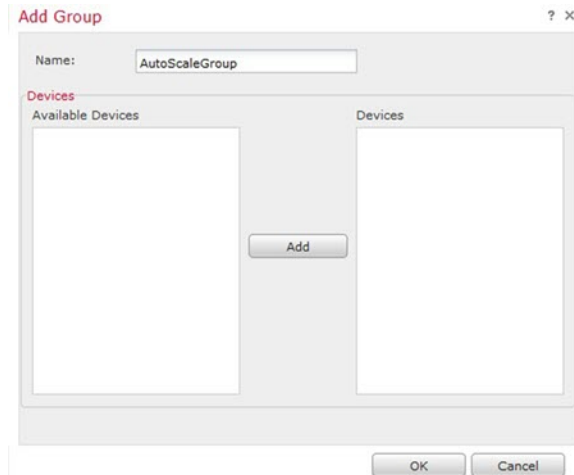 Add Group
? ×
Name:
AutoScaleGroup
Devices
Available Devices
Devices
Add
OK
Cancel